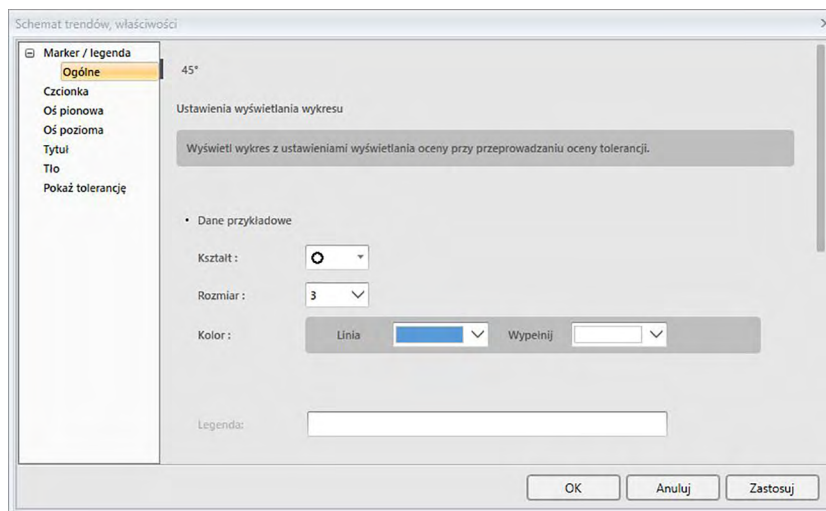 Schemat trendów, właściwości
Marker / legenda
Ogólne
Czcionka
Oś pionowa
Oś pozioma
Tytuł
Tło
Pokaż tolerancję
45°
Ustawienia wyświetlania wykresu
Wyświetl wykres z ustawieniami wyświetlania oceny przy przeprowadzaniu oceny tolerancji.
• Dane przykładowe
Kształt :
Rozmiar : 3
Kolor : Linia Wypełnij
Legenda:
OK Anuluj Zastosuj